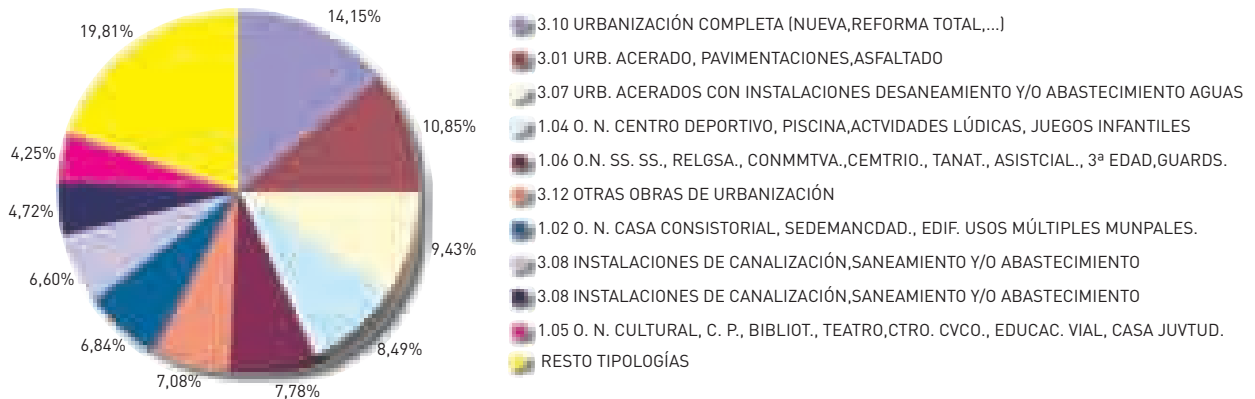 14,15%
10,85%
9,43%
8,49%
7,78%
7,08%
6,84%
6,60%
4,72%
4,25%
19,81%
3.10 URBANIZACIÓN COMPLETA (NUEVA,REFORMA TOTAL,...)
3.01 URB. ACERADO, PAVIMENTACIONES,ASFALTADO
3.07 URB. ACERADOS CON INSTALACIONES DESANEAMIENTO Y/O ABASTECIMIENTO AGUAS
1.04 O. N. CENTRO DEPORTIVO, PISCINA,ACTVIDADES LÚDICAS, JUEGOS INFANTILES
1.06 O.N. SS. SS., RELGSA., CONMMTVA.,CEMTRIO., TANAT., ASISTCIAL., 3ª EDAD,GUARDS.
3.12 OTRAS OBRAS DE URBANIZACIÓN
1.02 O. N. CASA CONSISTORIAL, SEDEMANCDAD., EDIF. USOS MÚLTIPLES MUNPALES.
3.08 INSTALACIONES DE CANALIZACIÓN,SANEAMIENTO Y/O ABASTECIMIENTO
3.08 INSTALACIONES DE CANALIZACIÓN,SANEAMIENTO Y/O ABASTECIMIENTO
1.05 O. N. CULTURAL, C. P., BIBLIOT., TEATRO,CTRO. CVCO., EDUCAC. VIAL, CASA JUVTUD.
RESTO TIPOLOGÍAS